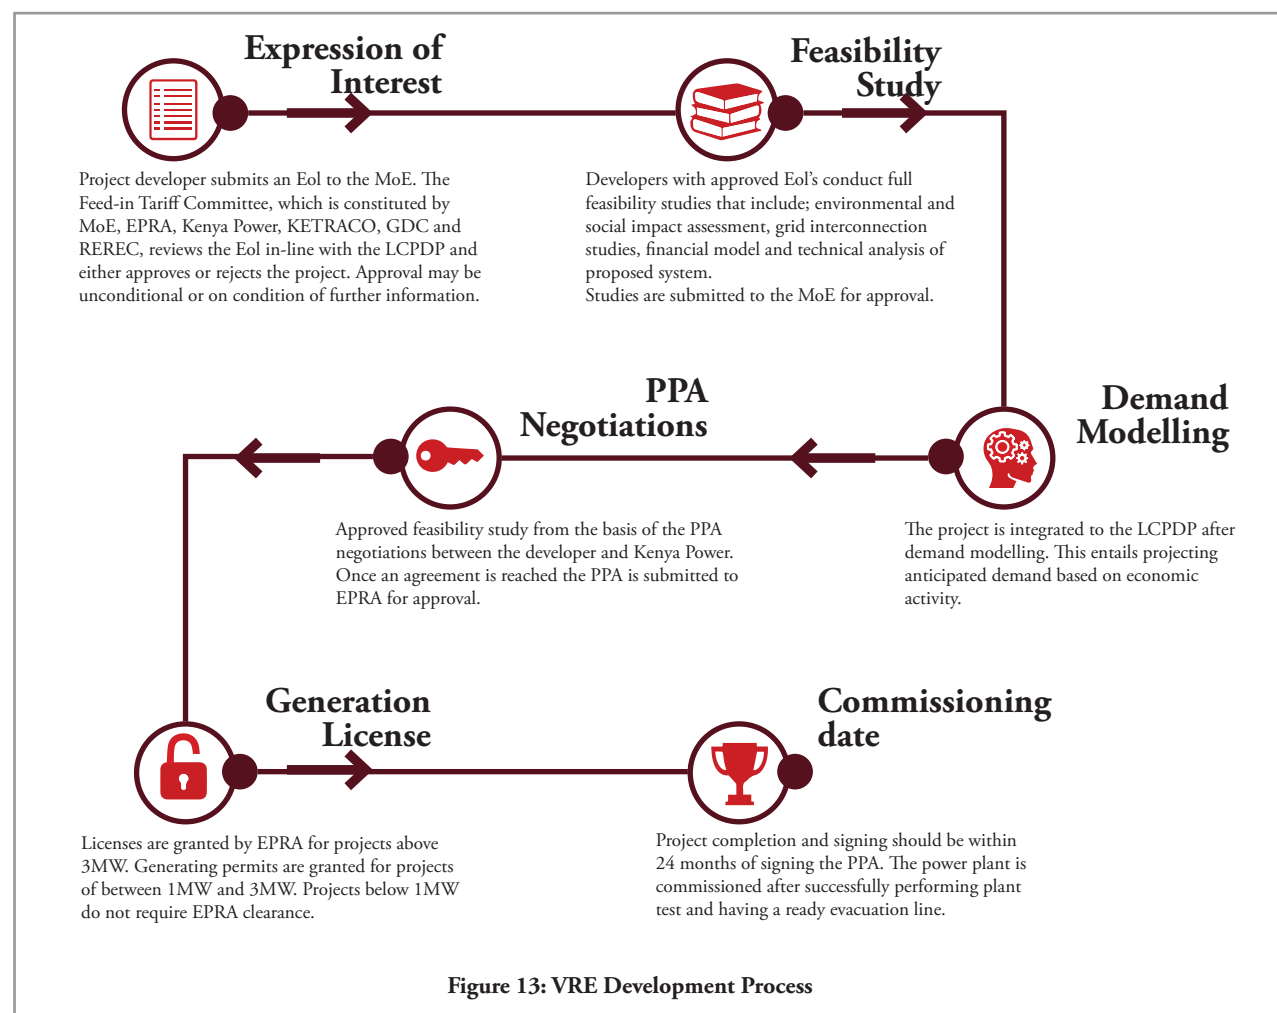 Expression of
Interest
Project developer submits an Eol to the MoE. The
Feed-in Tariff Committee, which is constituted by
MoE, EPRA, Kenya Power, KETRACO, GDC and
REREC, reviews the Eol in-line with the LCPDP and
either approves or rejects the project. Approval may be
unconditional or on condition of further information.
Feasibility
Study
Developers with approved Eol's conduct full
feasibility studies that include; environmental and
social impact assessment, grid interconnection
studies, financial model and technical analysis of
proposed system.
Studies are submitted to the MoE for approval.
Demand
Modelling
The project is integrated to the LCPDP after
demand modelling. This entails projecting
anticipated demand based on economic
activity.
PPA
Negotiations
Approved feasibility study from the basis of the PPA
negotiations between the developer and Kenya Power.
Once an agreement is reached the PPA is submitted to
EPRA for approval.
Generation
License
Licenses are granted by EPRA for projects above
3MW. Generating permits are granted for projects
of between 1MW and 3MW. Projects below 1MW
do not require EPRA clearance.
Commissioning
date
Project completion and signing should be within
24 months of signing the PPA. The power plant is
commissioned after successfully performing plant
test and having a ready evacuation line.
Figure 13: VRE Development Process